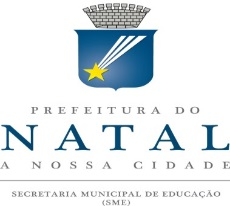 PREFEITURA DO
NATAL
A NOSSA CIDADE
SECRETARIA MUNICIPAL DE EDUCAÇÃO
(SME)